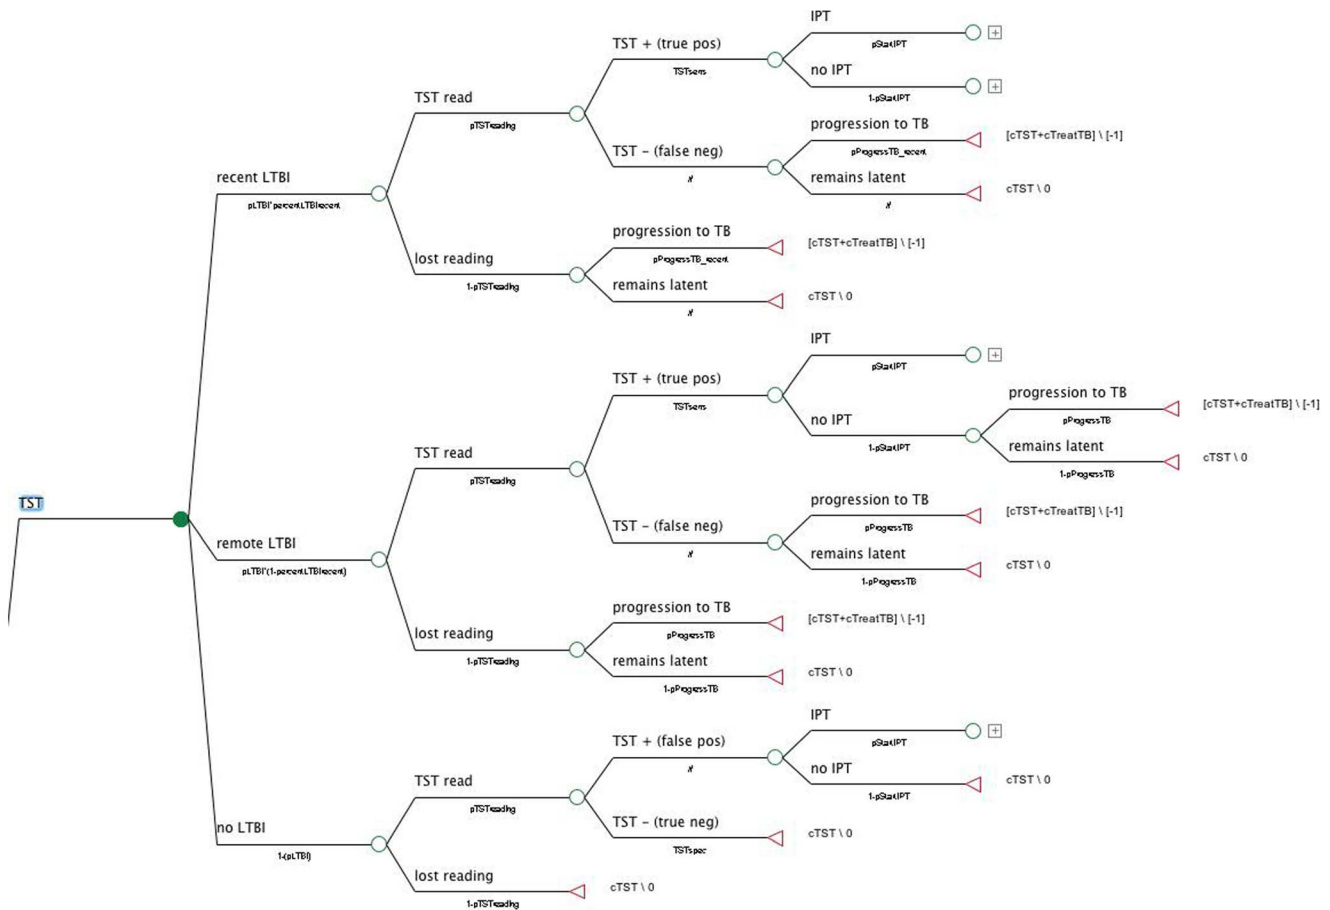 IPT
pStartIPT
TST + (true pos)
TSTsens
no IPT
1-pStartIPT
TST read
pTSTreading
progression to TB
pProgressTB_recent
[cTST+cTreatTB] \ [-1]
TST - (false neg)
#
remains latent
#
cTST \ 0
recent LTBI
pLTBI*percentLTBIrecent
progression to TB
pProgressTB_recent
[cTST+cTreatTB] \ [-1]
lost reading
1-pTSTreading
remains latent
#
cTST \ 0
IPT
pStartIPT
TST + (true pos)
TSTsens
progression to TB
pProgressTB
[cTST+cTreatTB] \ [-1]
no IPT
1-pStartIPT
remains latent
1-pProgressTB
cTST \ 0
TST read
pTSTreading
progression to TB
pProgressTB
[cTST+cTreatTB] \ [-1]
TST - (false neg)
#
remains latent
1-pProgressTB
cTST \ 0
TST
remote LTBI
pLTBI*(1-percentLTBIrecent)
progression to TB
pProgressTB
[cTST+cTreatTB] \ [-1]
lost reading
1-pTSTreading
remains latent
1-pProgressTB
cTST \ 0
IPT
pStartIPT
TST + (false pos)
#
no IPT
1-pStartIPT
cTST \ 0
TST read
pTSTreading
TST - (true neg)
TSTspec
cTST \ 0
no LTBI
1-(pLTBI)
lost reading
1-pTSTreading
cTST \ 0